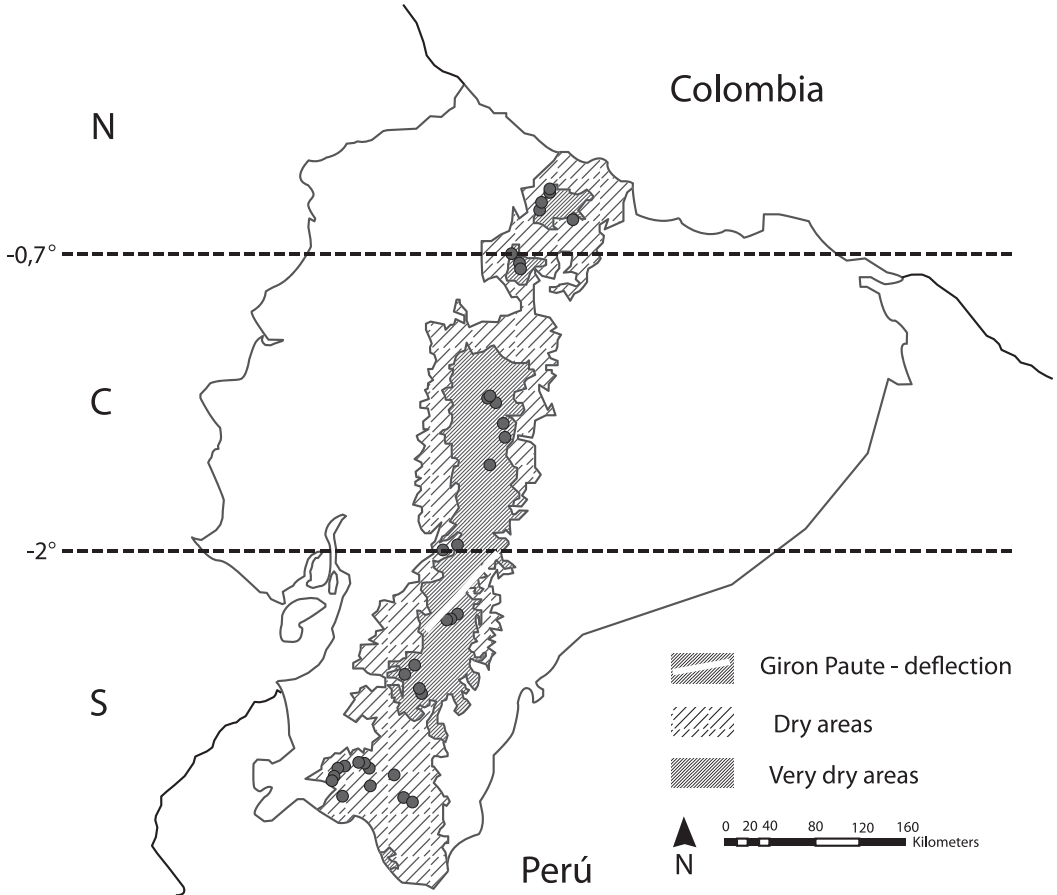 Colombia
N
-0,7°
C
-2°
S
Giron Paute - deflection
Dry areas
Very dry areas
0 20 40 80 120 160
Kilometers
N
Perú